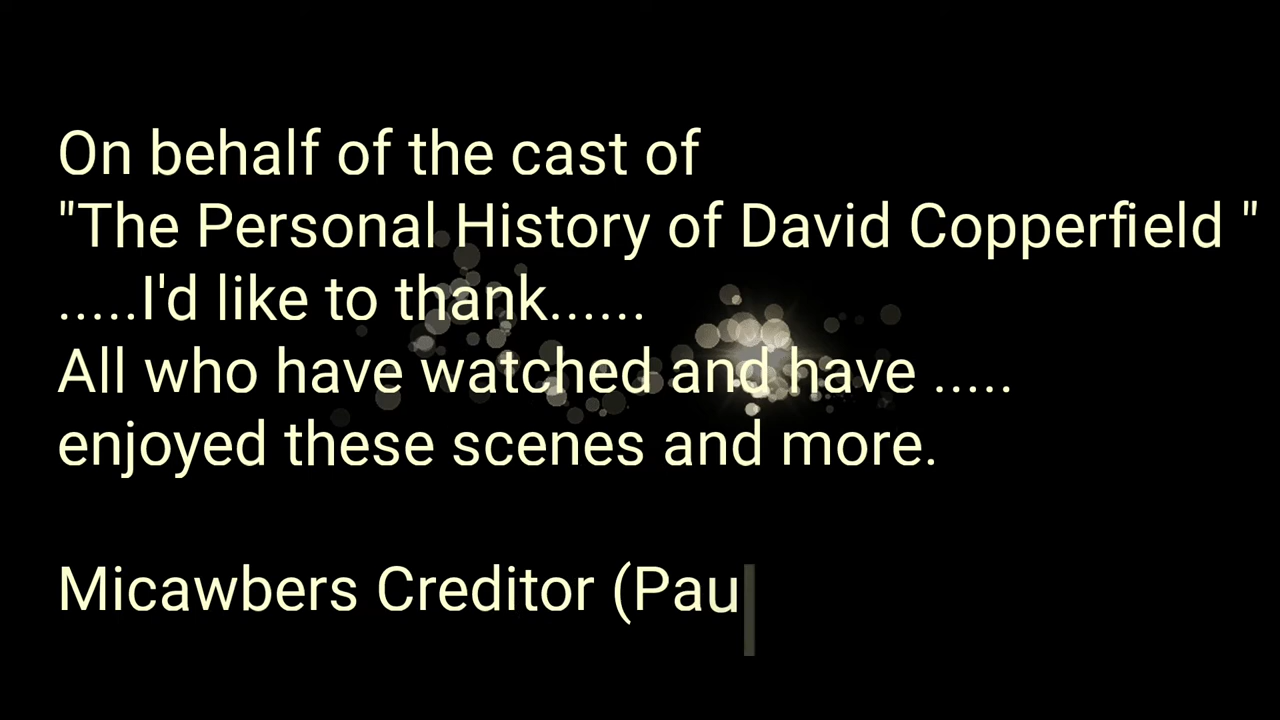 On behalf of the cast of
"The Personal History of David Copperfield "
.....I'd like to thank......
All who have watched and have .....
enjoyed these scenes and more.
Micawbers Creditor (Pau